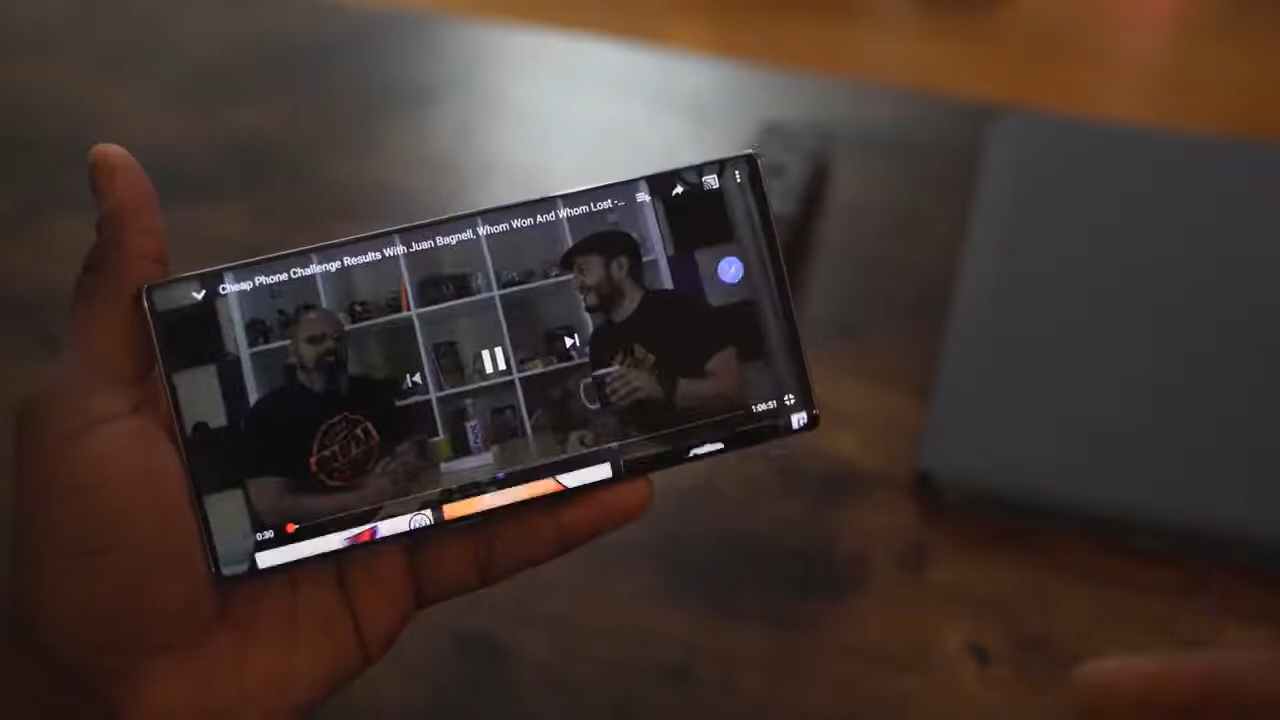 Cheap Phone Challenge Results With Juan Bagnell, Whom Won And Whom Lost -...
1:06:51
0:30